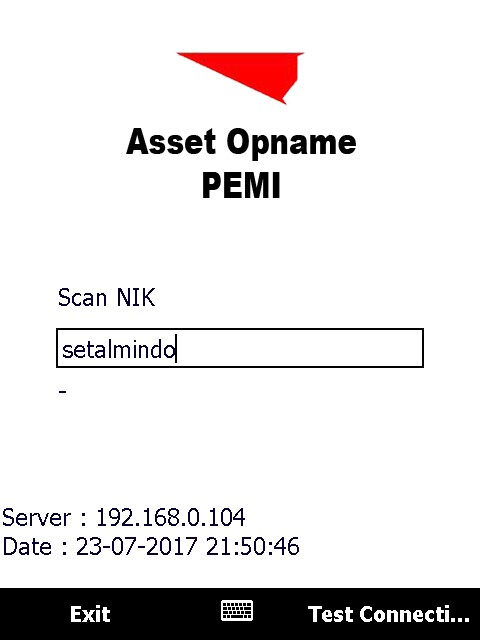 Asset Opname
PEMI
Scan NIK
setalmindo
-
Server : 192.168.0.104
Date : 23-07-2017 21:50:46
Exit
Test Connecti...